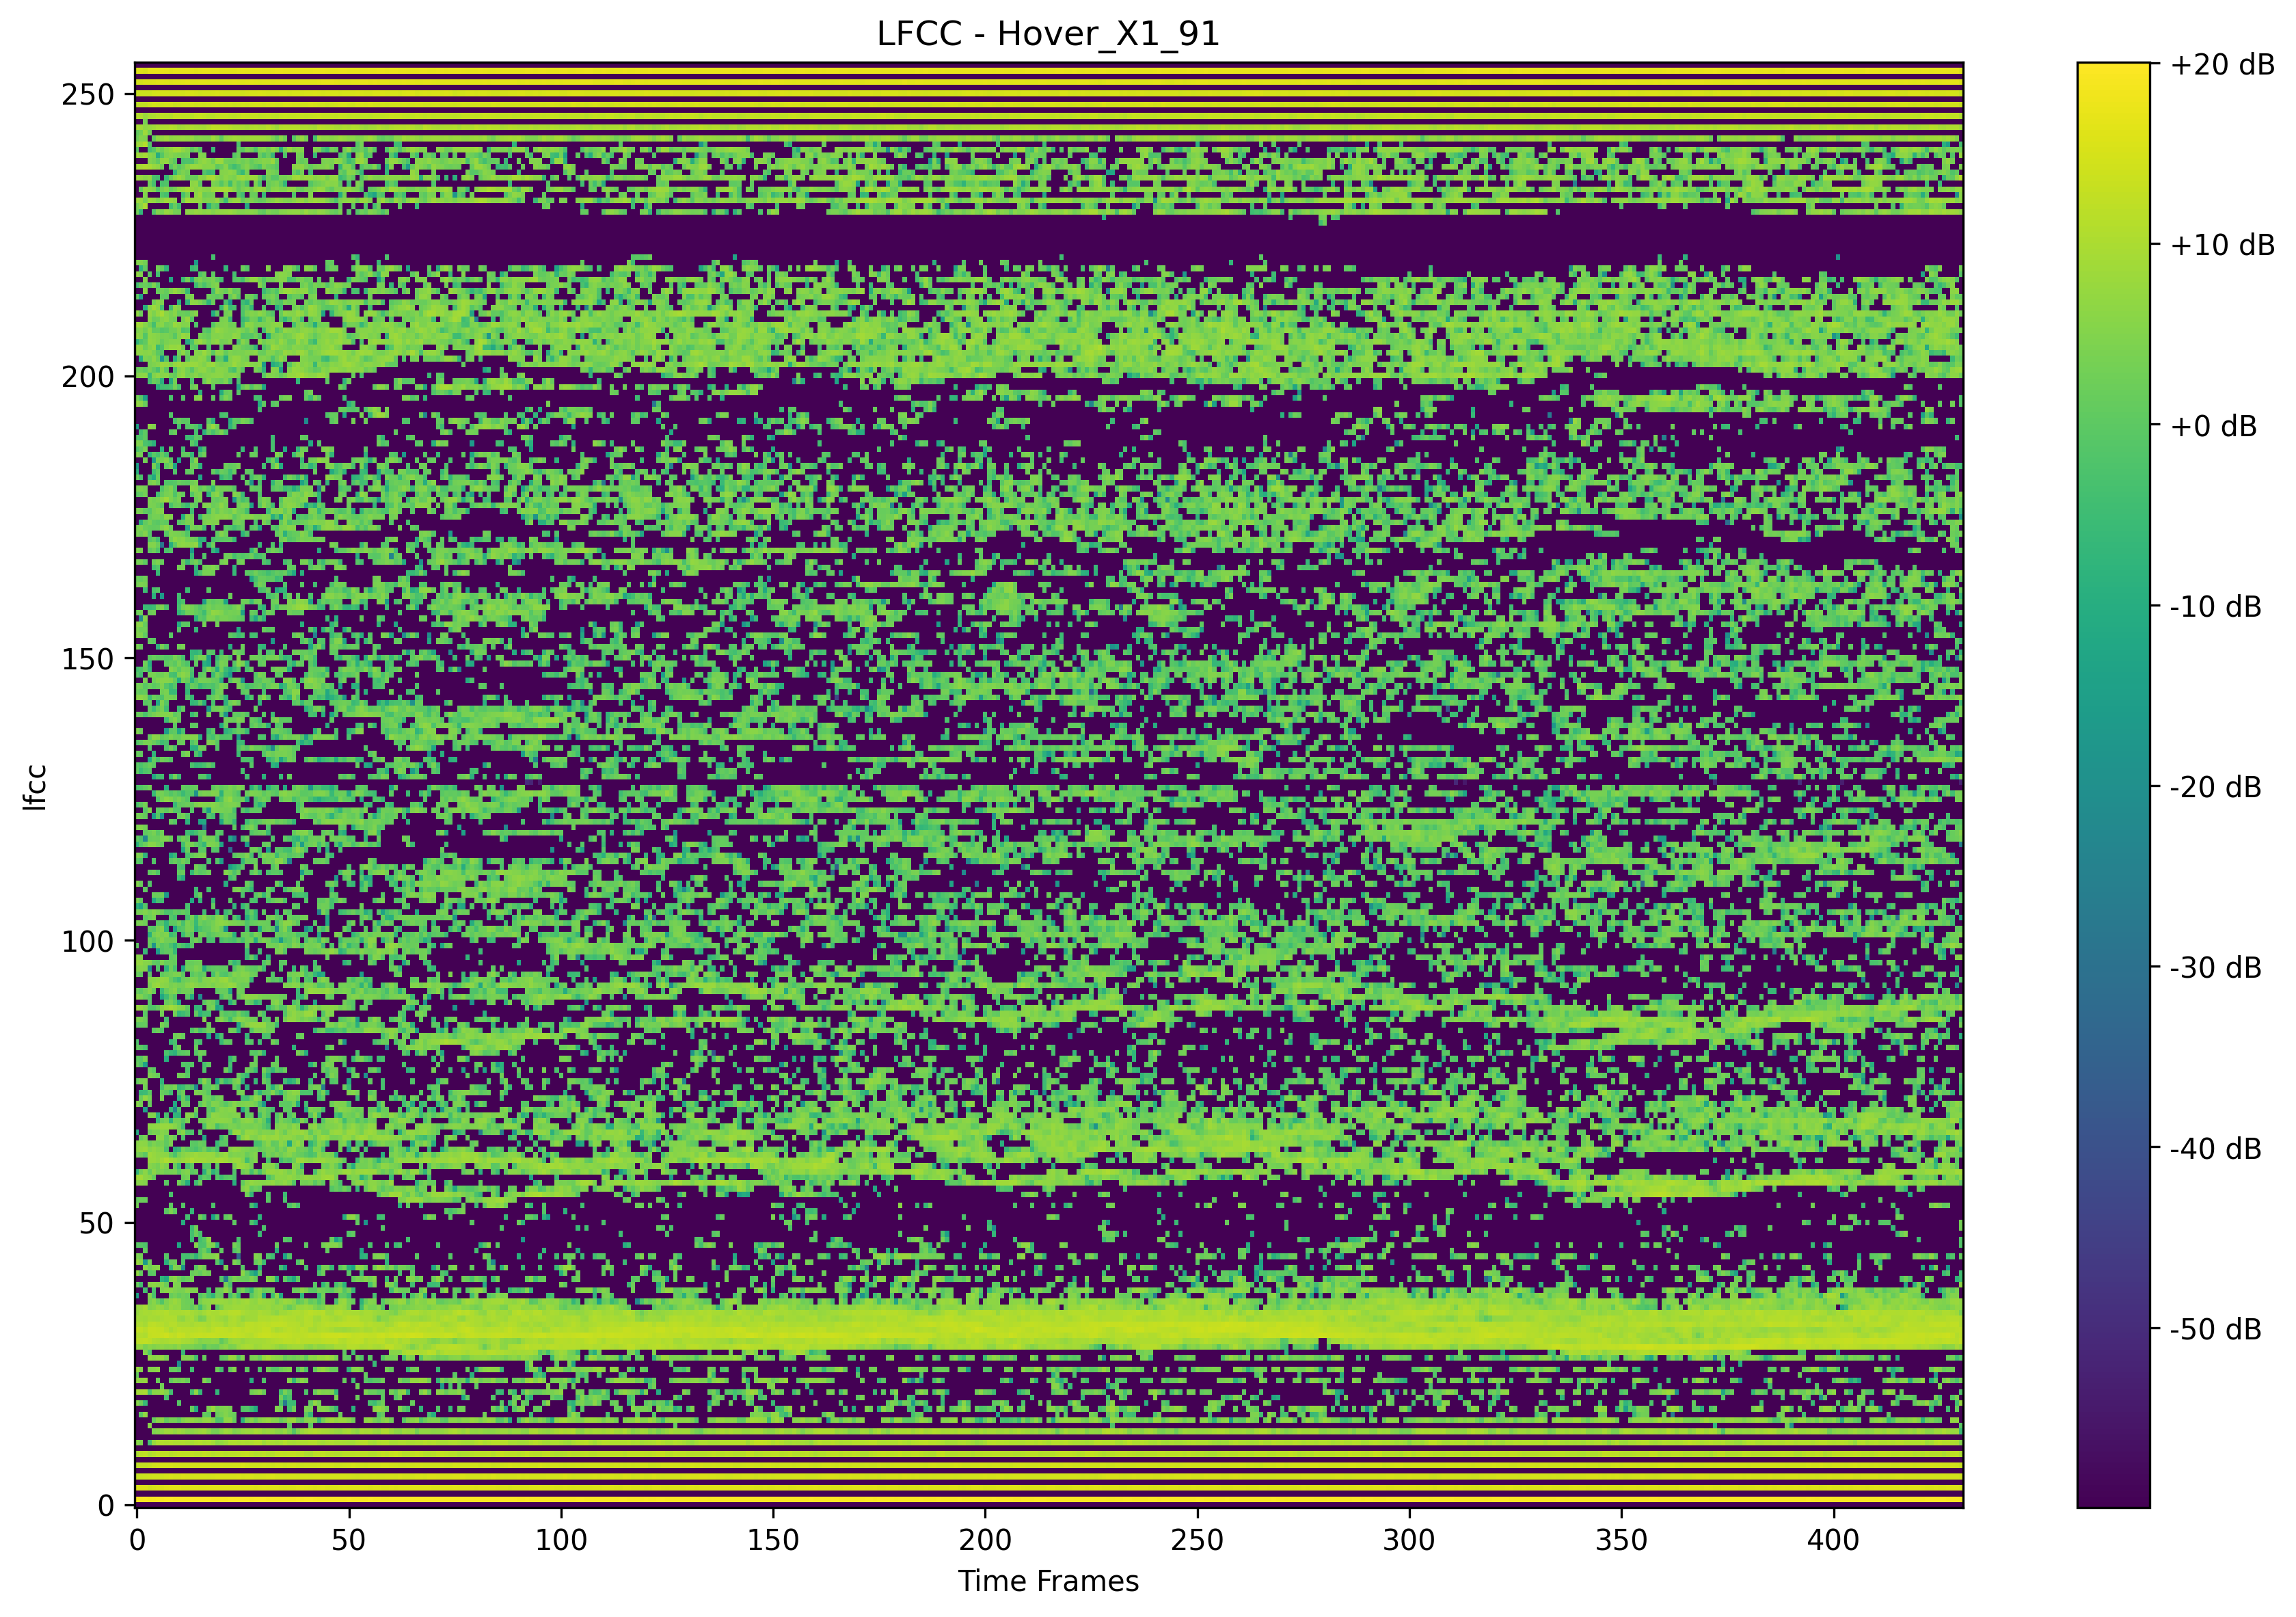 LFCC - Hover_X1_91
lfcc
250
200
150
100
50
0
0 50 100 150 200 250 300 350 400
Time Frames
+20 dB
+10 dB
+0 dB
-10 dB
-20 dB
-30 dB
-40 dB
-50 dB